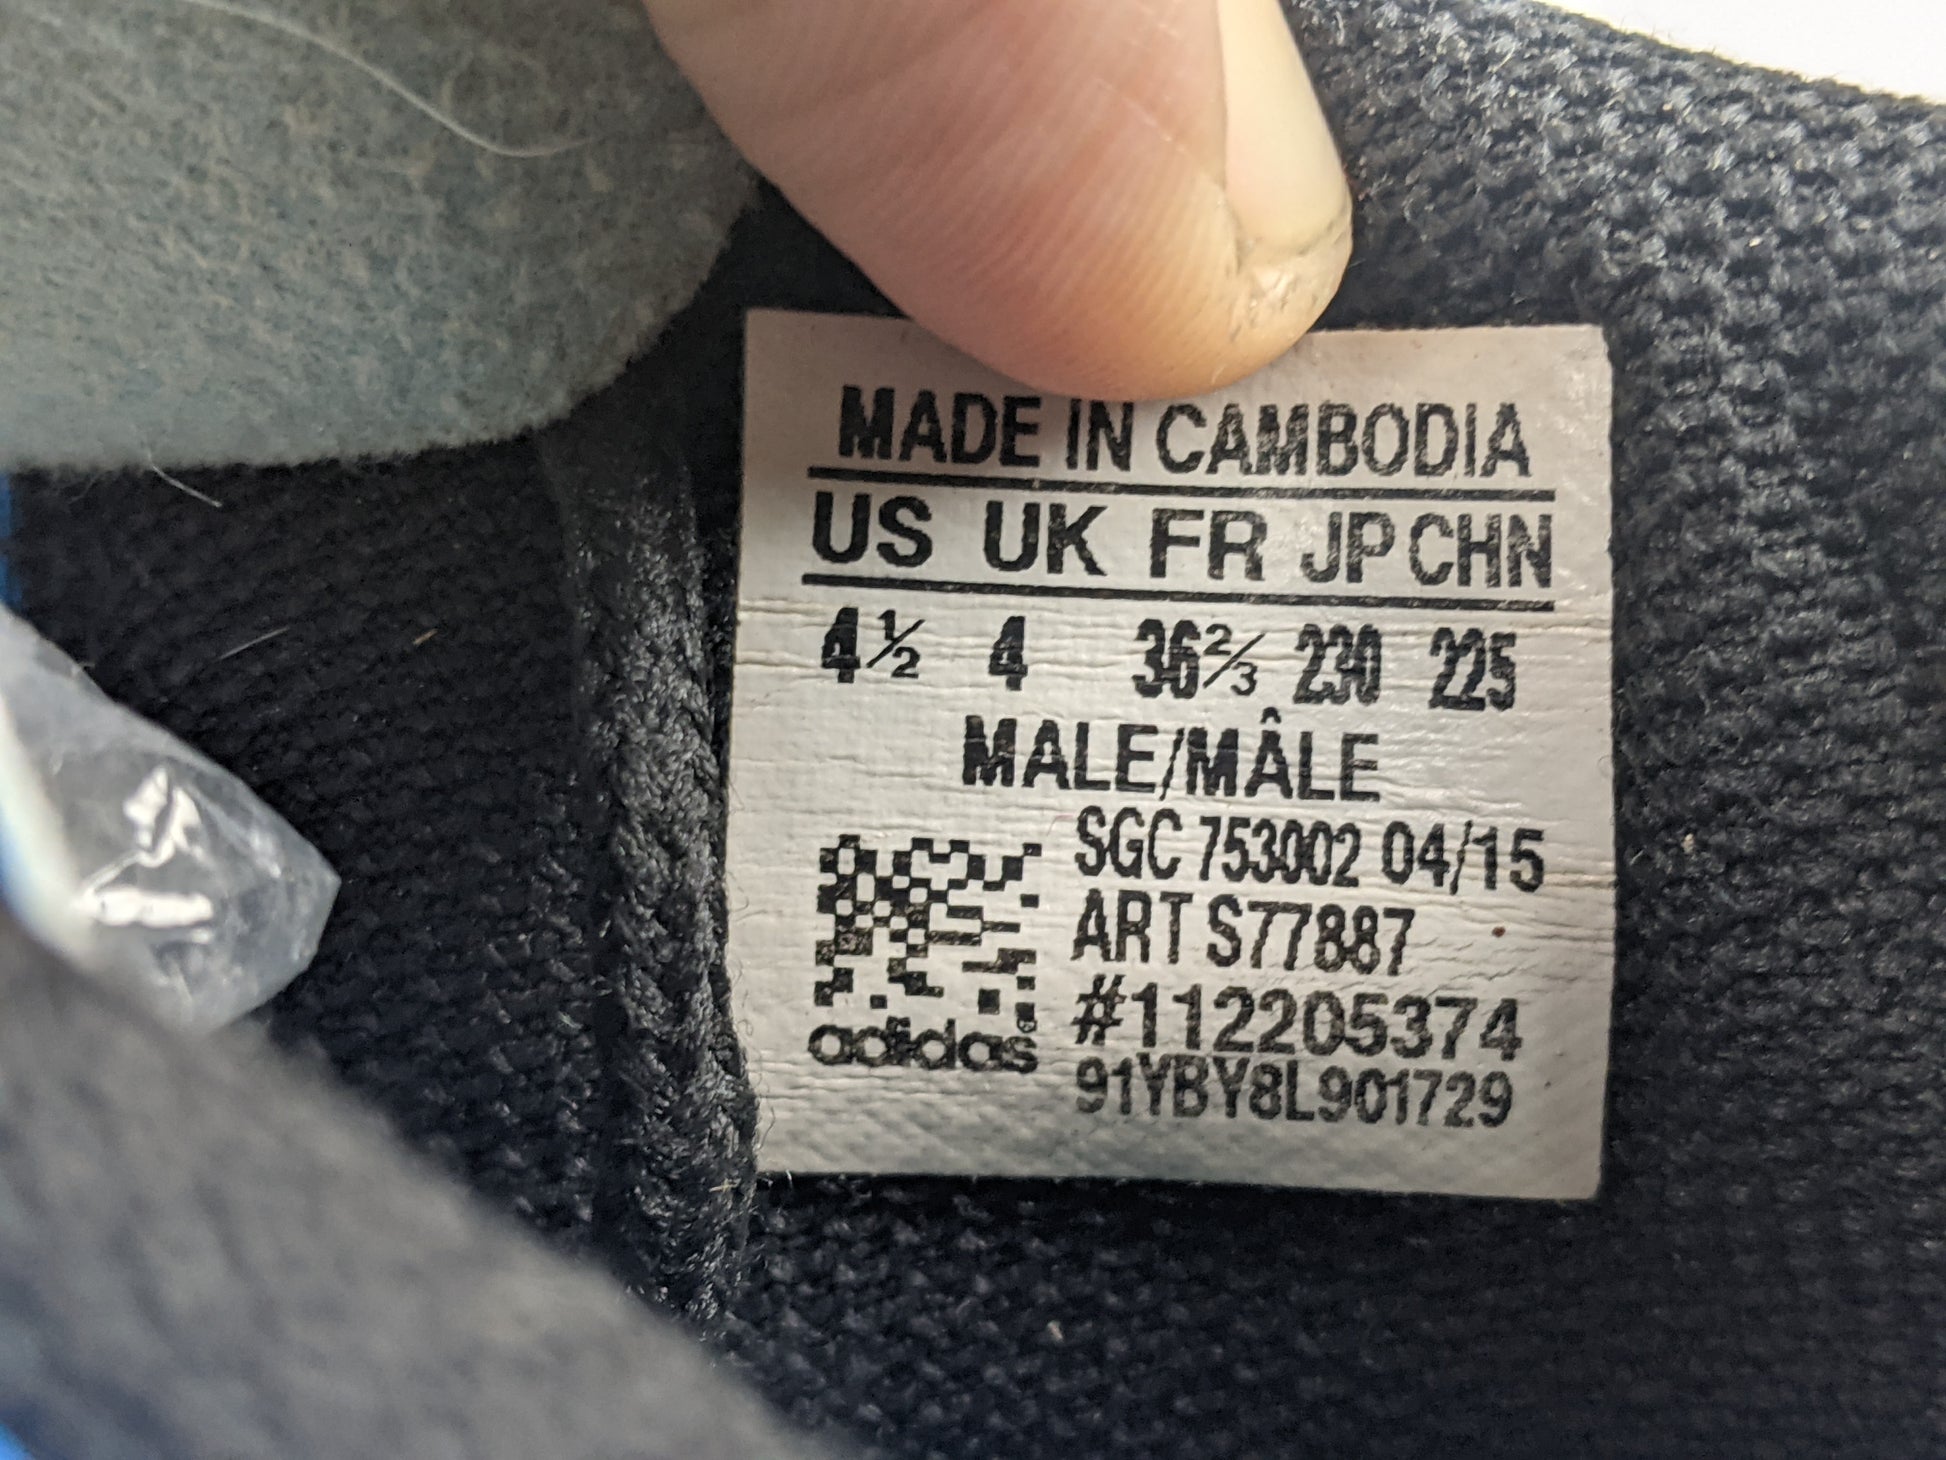 MADE IN CAMBODIA
US UK FR JP CHN
4½ 4 36⅔ 230 225
MALE/MÂLE
SGC 753002 04/15
ART S77887
#112205374
adidas
91YBY8L901729